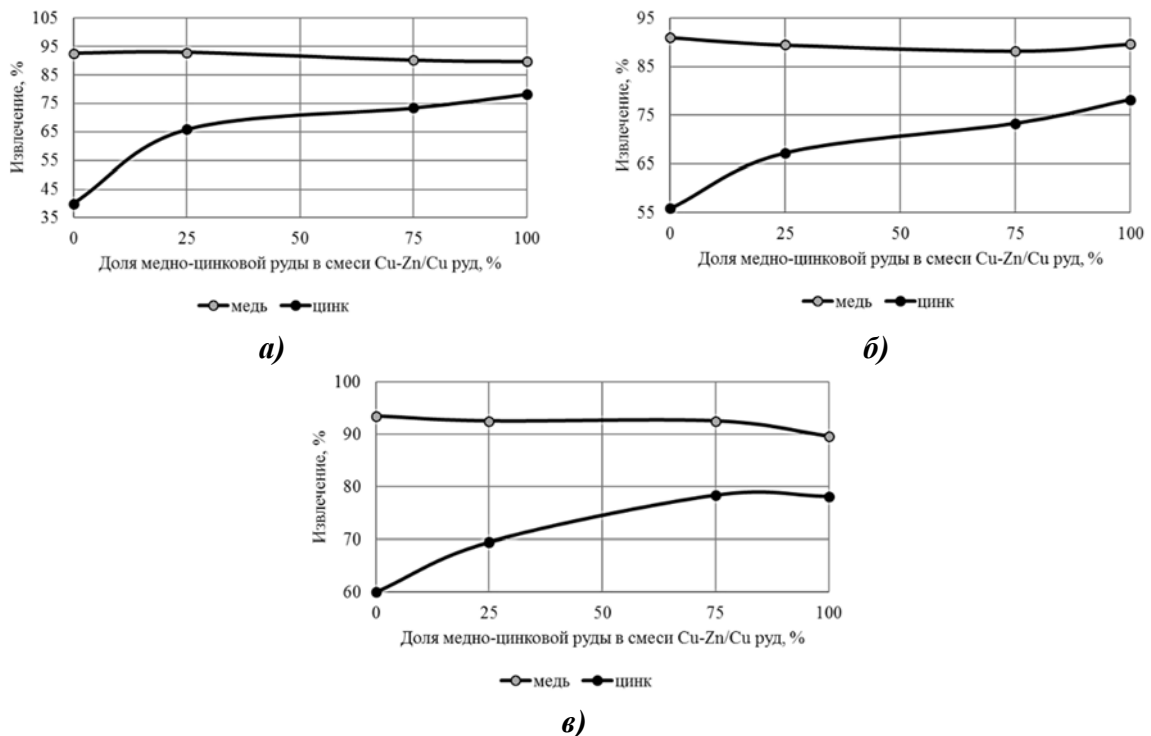 105
95
85
75
65
55
45
35
Извлечение, %
0 25 50 75 100
Доля медно-цинковой руды в смеси Cu-Zn/Cu руд, %
медь цинк
а)
95
85
75
65
55
Извлечение, %
0 25 50 75 100
Доля медно-цинковой руды в смеси Cu-Zn/Cu руд, %
медь цинк
б)
100
90
80
70
60
Извлечение, %
0 25 50 75 100
Доля медно-цинковой руды в смеси Cu-Zn/Cu руд, %
медь цинк
в)